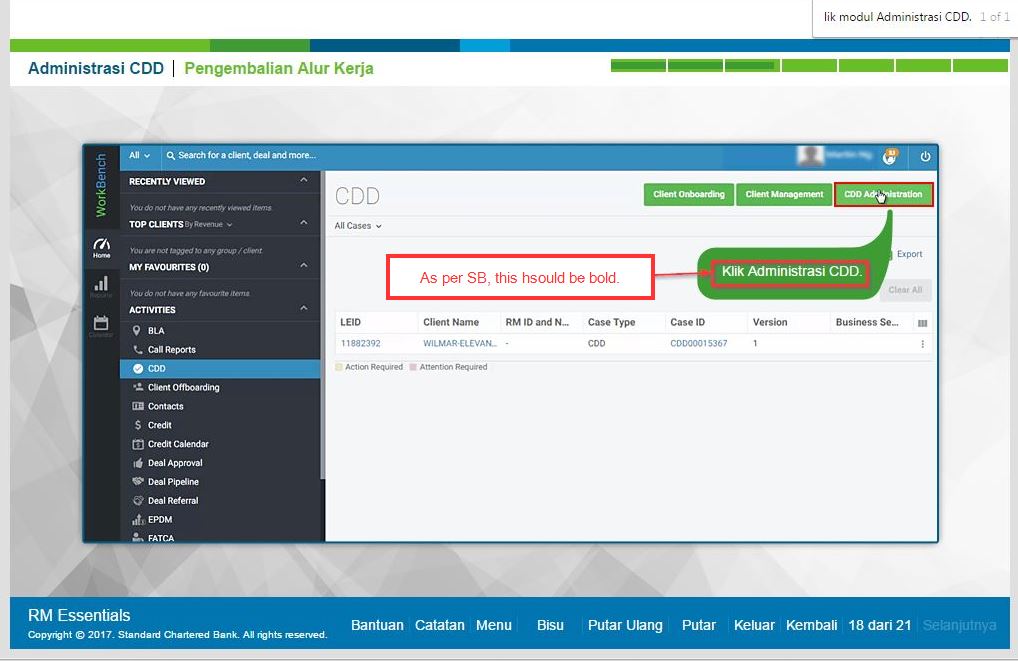 lik modul Administrasi CDD. 1 of 1
Administrasi CDD | Pengembalian Alur Kerja
WorkBench
All
Search for a client, deal and more...
RECENTLY VIEWED
You do not have any recently viewed items.
TOP CLIENTS By Revenue
You are not tagged to any group / client.
MY FAVOURITES (0)
You do not have any favourite items.
ACTIVITIES
BLA
Call Reports
CDD
Client Offboarding
Contacts
Credit
Credit Calendar
Deal Approval
Deal Pipeline
Deal Referral
EPDM
FATCA
Home
Reports
Calendar
CDD
Client Onboarding Client Management CDD Administration
All Cases
Export
As per SB, this hsould be bold.
Klik Administrasi CDD.
Clear All
LEID Client Name RM ID and N... Case Type Case ID Version Business Se...
11882392 WILMAR-ELEVAN... - CDD CDD00015367 1
Action Required Attention Required
RM Essentials
Copyright © 2017. Standard Chartered Bank. All rights reserved.
Bantuan Catatan Menu Bisu Putar Ulang Putar Keluar Kembali 18 dari 21 Selanjutnya